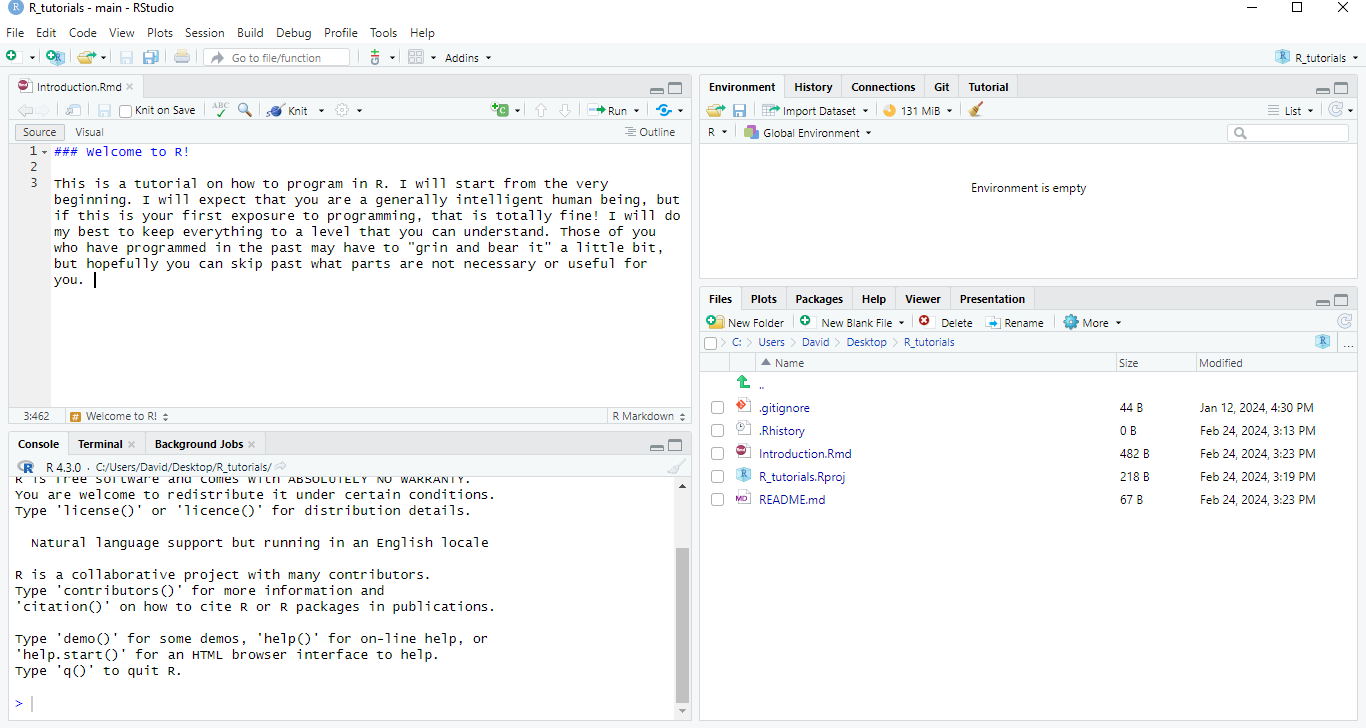 R_tutorials - main - RStudio
File Edit Code View Plots Session Build Debug Profile Tools Help
Go to file/function Addins R_tutorials
Introduction.Rmd
Knit on Save ABC Knit Run
Source Visual Outline
1 ### Welcome to R!
2
3 This is a tutorial on how to program in R. I will start from the very
beginning. I will expect that you are a generally intelligent human being, but
if this is your first exposure to programming, that is totally fine! I will do
my best to keep everything to a level that you can understand. Those of you
who have programmed in the past may have to "grin and bear it" a little bit,
but hopefully you can skip past what parts are not necessary or useful for
you.
3:462 # Welcome to R! R Markdown
Console Terminal Background Jobs
R R 4.3.0 · C:/Users/David/Desktop/R_tutorials/
R is free software and comes with ABSOLUTELY NO WARRANTY.
You are welcome to redistribute it under certain conditions.
Type 'license()' or 'licence()' for distribution details.
Natural language support but running in an English locale
R is a collaborative project with many contributors.
Type 'contributors()' for more information and
'citation()' on how to cite R or R packages in publications.
Type 'demo()' for some demos, 'help()' for on-line help, or
'help.start()' for an HTML browser interface to help.
Type 'q()' to quit R.
>
Environment History Connections Git Tutorial
Import Dataset 131 MiB List
R Global Environment
Environment is empty
Files Plots Packages Help Viewer Presentation
New Folder New Blank File Delete Rename More
C: > Users > David > Desktop > R_tutorials R ...
Name Size Modified
..
.gitignore 44 B Jan 12, 2024, 4:30 PM
.Rhistory 0 B Feb 24, 2024, 3:13 PM
Introduction.Rmd 482 B Feb 24, 2024, 3:23 PM
R_tutorials.Rproj 218 B Feb 24, 2024, 3:19 PM
MD README.md 67 B Feb 24, 2024, 3:23 PM